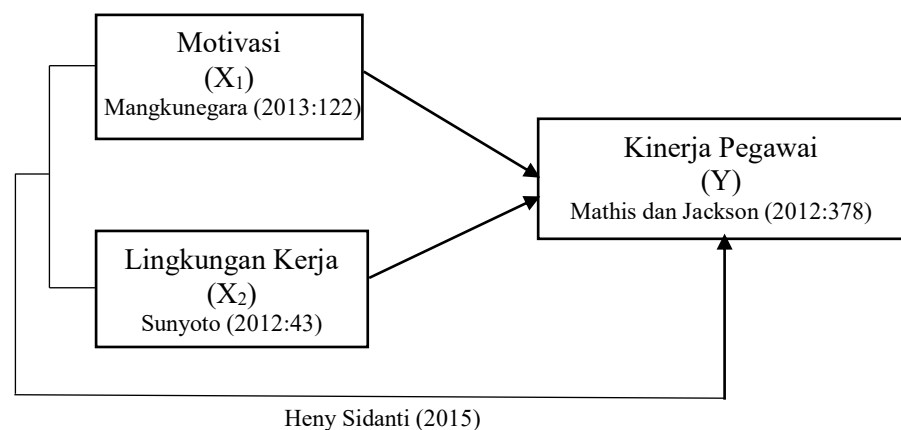 Motivasi
(X₁)
Mangkunegara (2013:122)
Kinerja Pegawai
(Y)
Mathis dan Jackson (2012:378)
Lingkungan Kerja
(X₂)
Sunyoto (2012:43)
Heny Sidanti (2015)